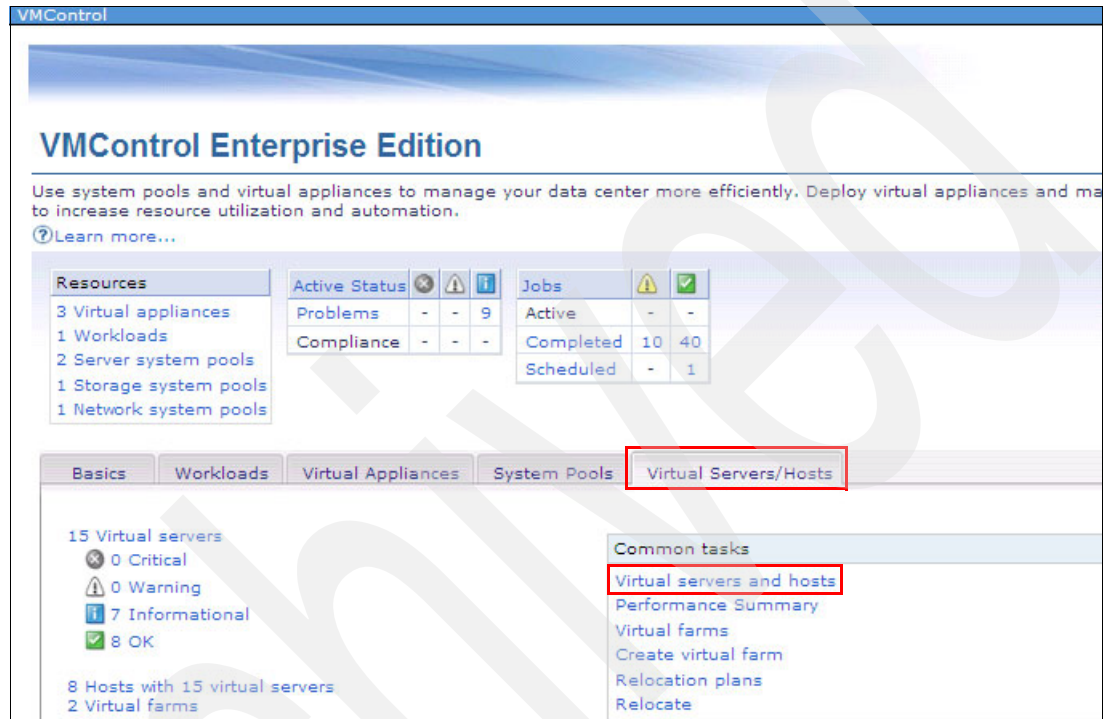 VMControl
VMControl Enterprise Edition
Use system pools and virtual appliances to manage your data center more efficiently. Deploy virtual appliances and ma
to increase resource utilization and automation.
Learn more...
Resources
3 Virtual appliances
1 Workloads
2 Server system pools
1 Storage system pools
1 Network system pools
Active Status
Problems - - 9
Compliance - - -
Jobs
Active - -
Completed 10 40
Scheduled - 1
Basics Workloads Virtual Appliances System Pools Virtual Servers/Hosts
15 Virtual servers
0 Critical
0 Warning
7 Informational
8 OK
8 Hosts with 15 virtual servers
2 Virtual farms
Common tasks
Virtual servers and hosts
Performance Summary
Virtual farms
Create virtual farm
Relocation plans
Relocate